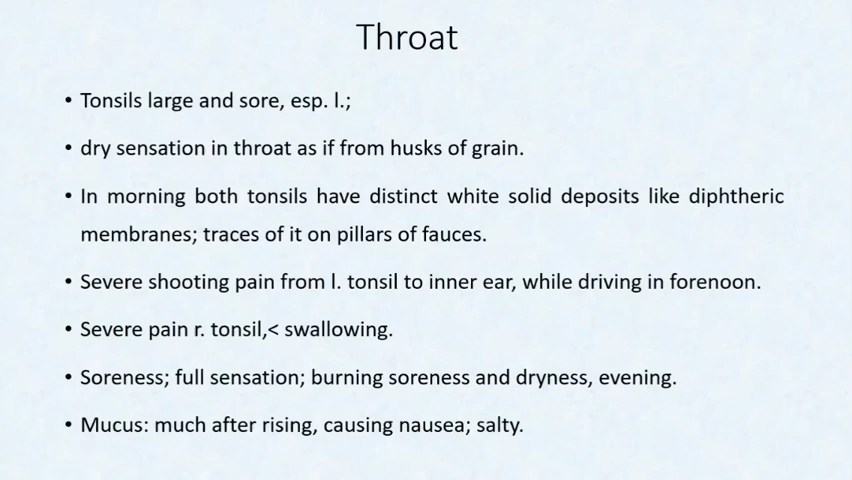 Throat
• Tonsils large and sore, esp. l.;
• dry sensation in throat as if from husks of grain.
• In morning both tonsils have distinct white solid deposits like diphtheric
membranes; traces of it on pillars of fauces.
• Severe shooting pain from l. tonsil to inner ear, while driving in forenoon.
• Severe pain r. tonsil,< swallowing.
• Soreness; full sensation; burning soreness and dryness, evening.
• Mucus: much after rising, causing nausea; salty.